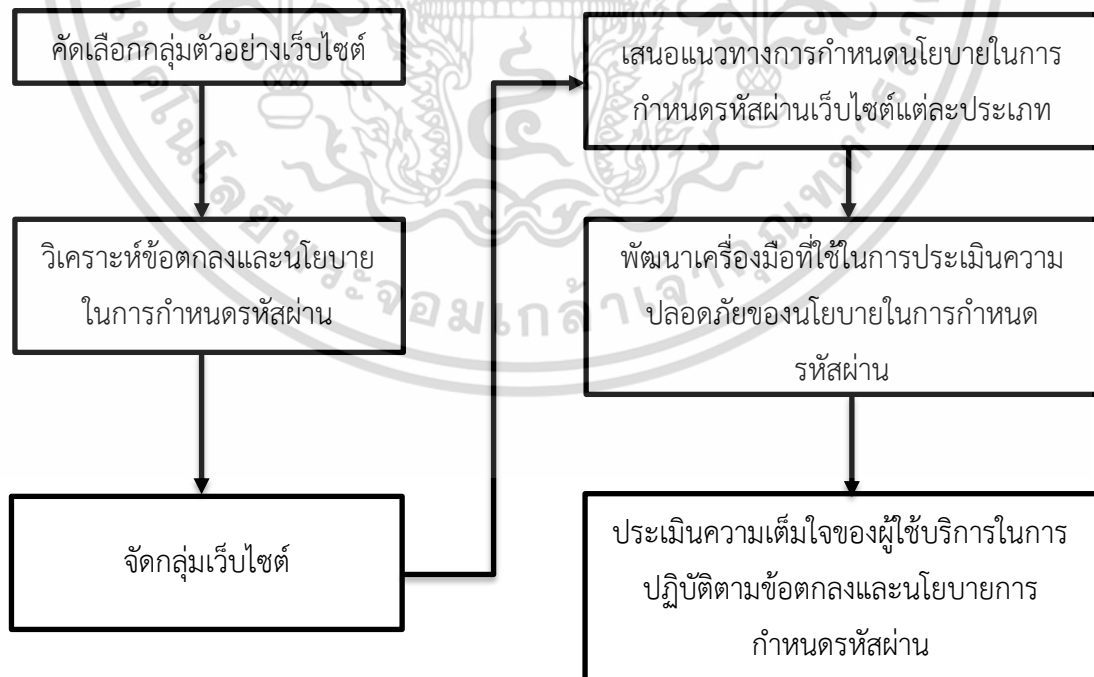 คัดเลือกกลุ่มตัวอย่างเว็บไซต์
วิเคราะห์ข้อตกลงและนโยบาย
ในการกำหนดรหัสผ่าน
จัดกลุ่มเว็บไซต์
เสนอแนวทางการกำหนดนโยบายในการ
กำหนดรหัสผ่านเว็บไซต์แต่ละประเภท
พัฒนาเครื่องมือที่ใช้ในการประเมินความ
ปลอดภัยของนโยบายในการกำหนด
รหัสผ่าน
ประเมินความเต็มใจของผู้ใช้บริการในการ
ปฏิบัติตามข้อตกลงและนโยบายการ
กำหนดรหัสผ่าน